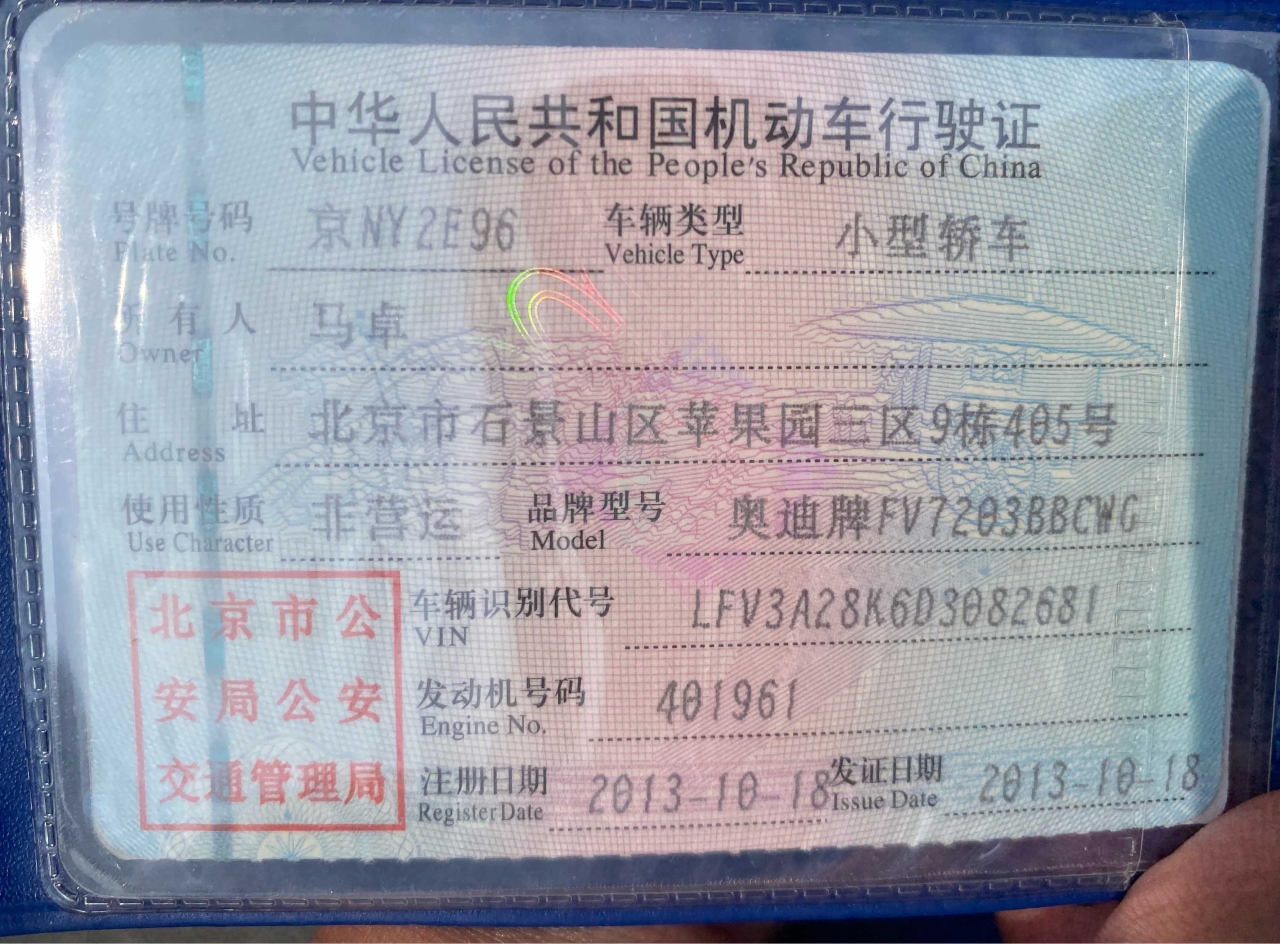 中华人民共和国机动车行驶证
Vehicle License of the People's Republic of China
号牌号码 京NY2E96 车辆类型 小型轿车
Plate No. Vehicle Type
所有人 马卓
Owner
住址 北京市石景山区苹果园三区9栋405号
Address
使用性质 非营运 品牌型号 奥迪牌FV7203BBCWG
Use Character Model
北京市公
安局公安
交通管理局
车辆识别代号 LFV3A28K6D3082681
VIN
发动机号码 401961
Engine No.
注册日期 2013-10-18 发证日期 2013-10-18
Register Date Issue Date